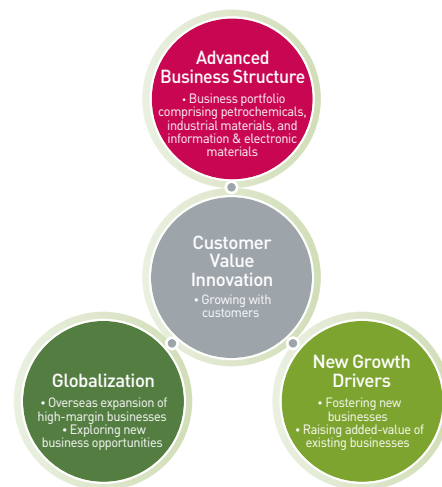 Advanced
Business Structure
• Business portfolio
comprising petrochemicals,
industrial materials, and
information & electronic
materials
Customer
Value
Innovation
• Growing with
customers
Globalization
• Overseas expansion of
high-margin businesses
• Exploring new
business opportunities
New Growth
Drivers
• Fostering new
businesses
• Raising added-value of
existing businesses